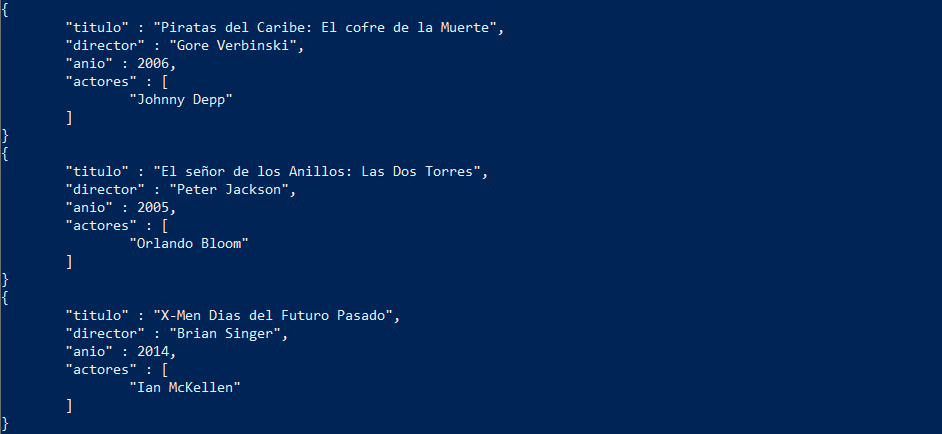 {
"titulo" : "Piratas del Caribe: El cofre de la Muerte",
"director" : "Gore Verbinski",
"anio" : 2006,
"actores" : [
"Johnny Depp"
]
}
{
"titulo" : "El señor de los Anillos: Las Dos Torres",
"director" : "Peter Jackson",
"anio" : 2005,
"actores" : [
"Orlando Bloom"
]
}
{
"titulo" : "X-Men Dias del Futuro Pasado",
"director" : "Brian Singer",
"anio" : 2014,
"actores" : [
"Ian McKellen"
]
}